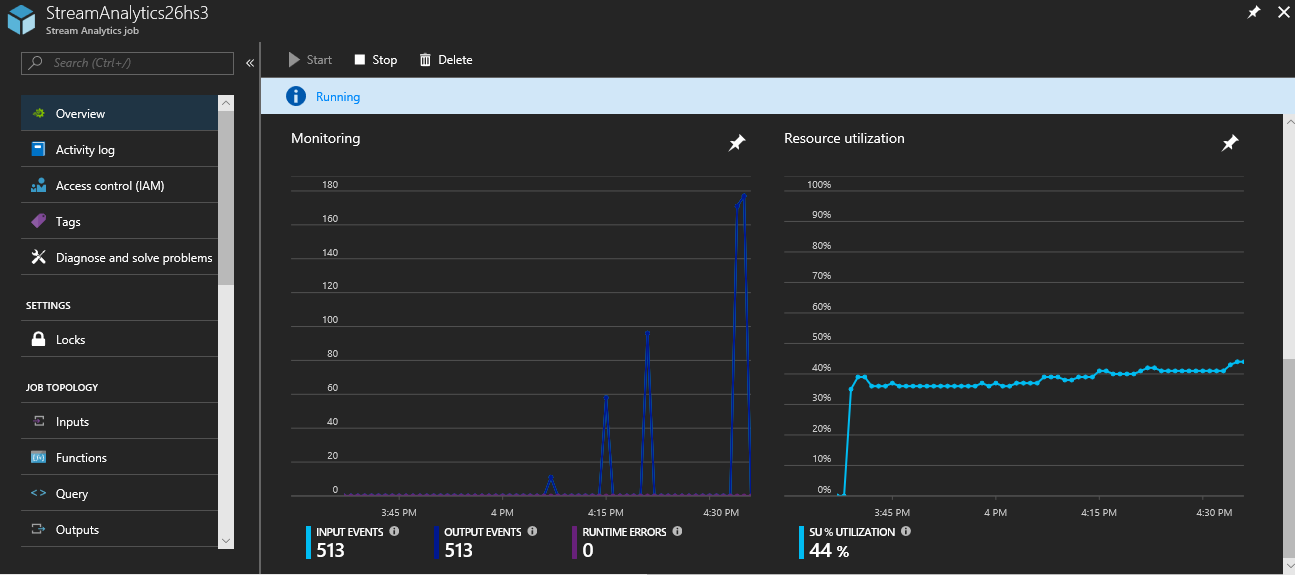 StreamAnalytics26hs3
Stream Analytics job
Search (Ctrl+/)
«
Overview
Activity log
Access control (IAM)
Tags
Diagnose and solve problems
SETTINGS
Locks
JOB TOPOLOGY
Inputs
Functions
Query
Outputs
Start Stop Delete
Running
Monitoring
180
160
140
120
100
80
60
40
20
0
3:45 PM 4 PM 4:15 PM 4:30 PM
INPUT EVENTS OUTPUT EVENTS RUNTIME ERRORS
513 513 0
Resource utilization
100%
90%
80%
70%
60%
50%
40%
30%
20%
10%
0%
3:45 PM 4 PM 4:15 PM 4:30 PM
SU % UTILIZATION
44 %